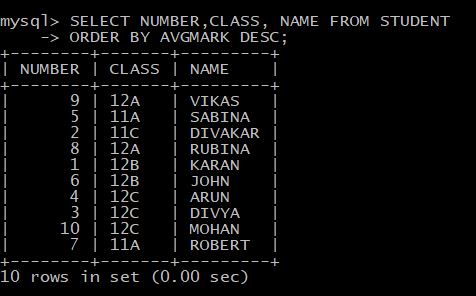 mysql> SELECT NUMBER,CLASS, NAME FROM STUDENT
    -> ORDER BY AVGMARK DESC;
+--------+-------+---------+
| NUMBER | CLASS | NAME    |
+--------+-------+---------+
|      9 | 12A   | VIKAS   |
|      5 | 11A   | SABINA  |
|      2 | 11C   | DIVAKAR |
|      8 | 12A   | RUBINA  |
|      1 | 12B   | KARAN   |
|      6 | 12B   | JOHN    |
|      4 | 12C   | ARUN    |
|      3 | 12C   | DIVYA   |
|     10 | 12C   | MOHAN   |
|      7 | 11A   | ROBERT  |
+--------+-------+---------+
10 rows in set (0.00 sec)